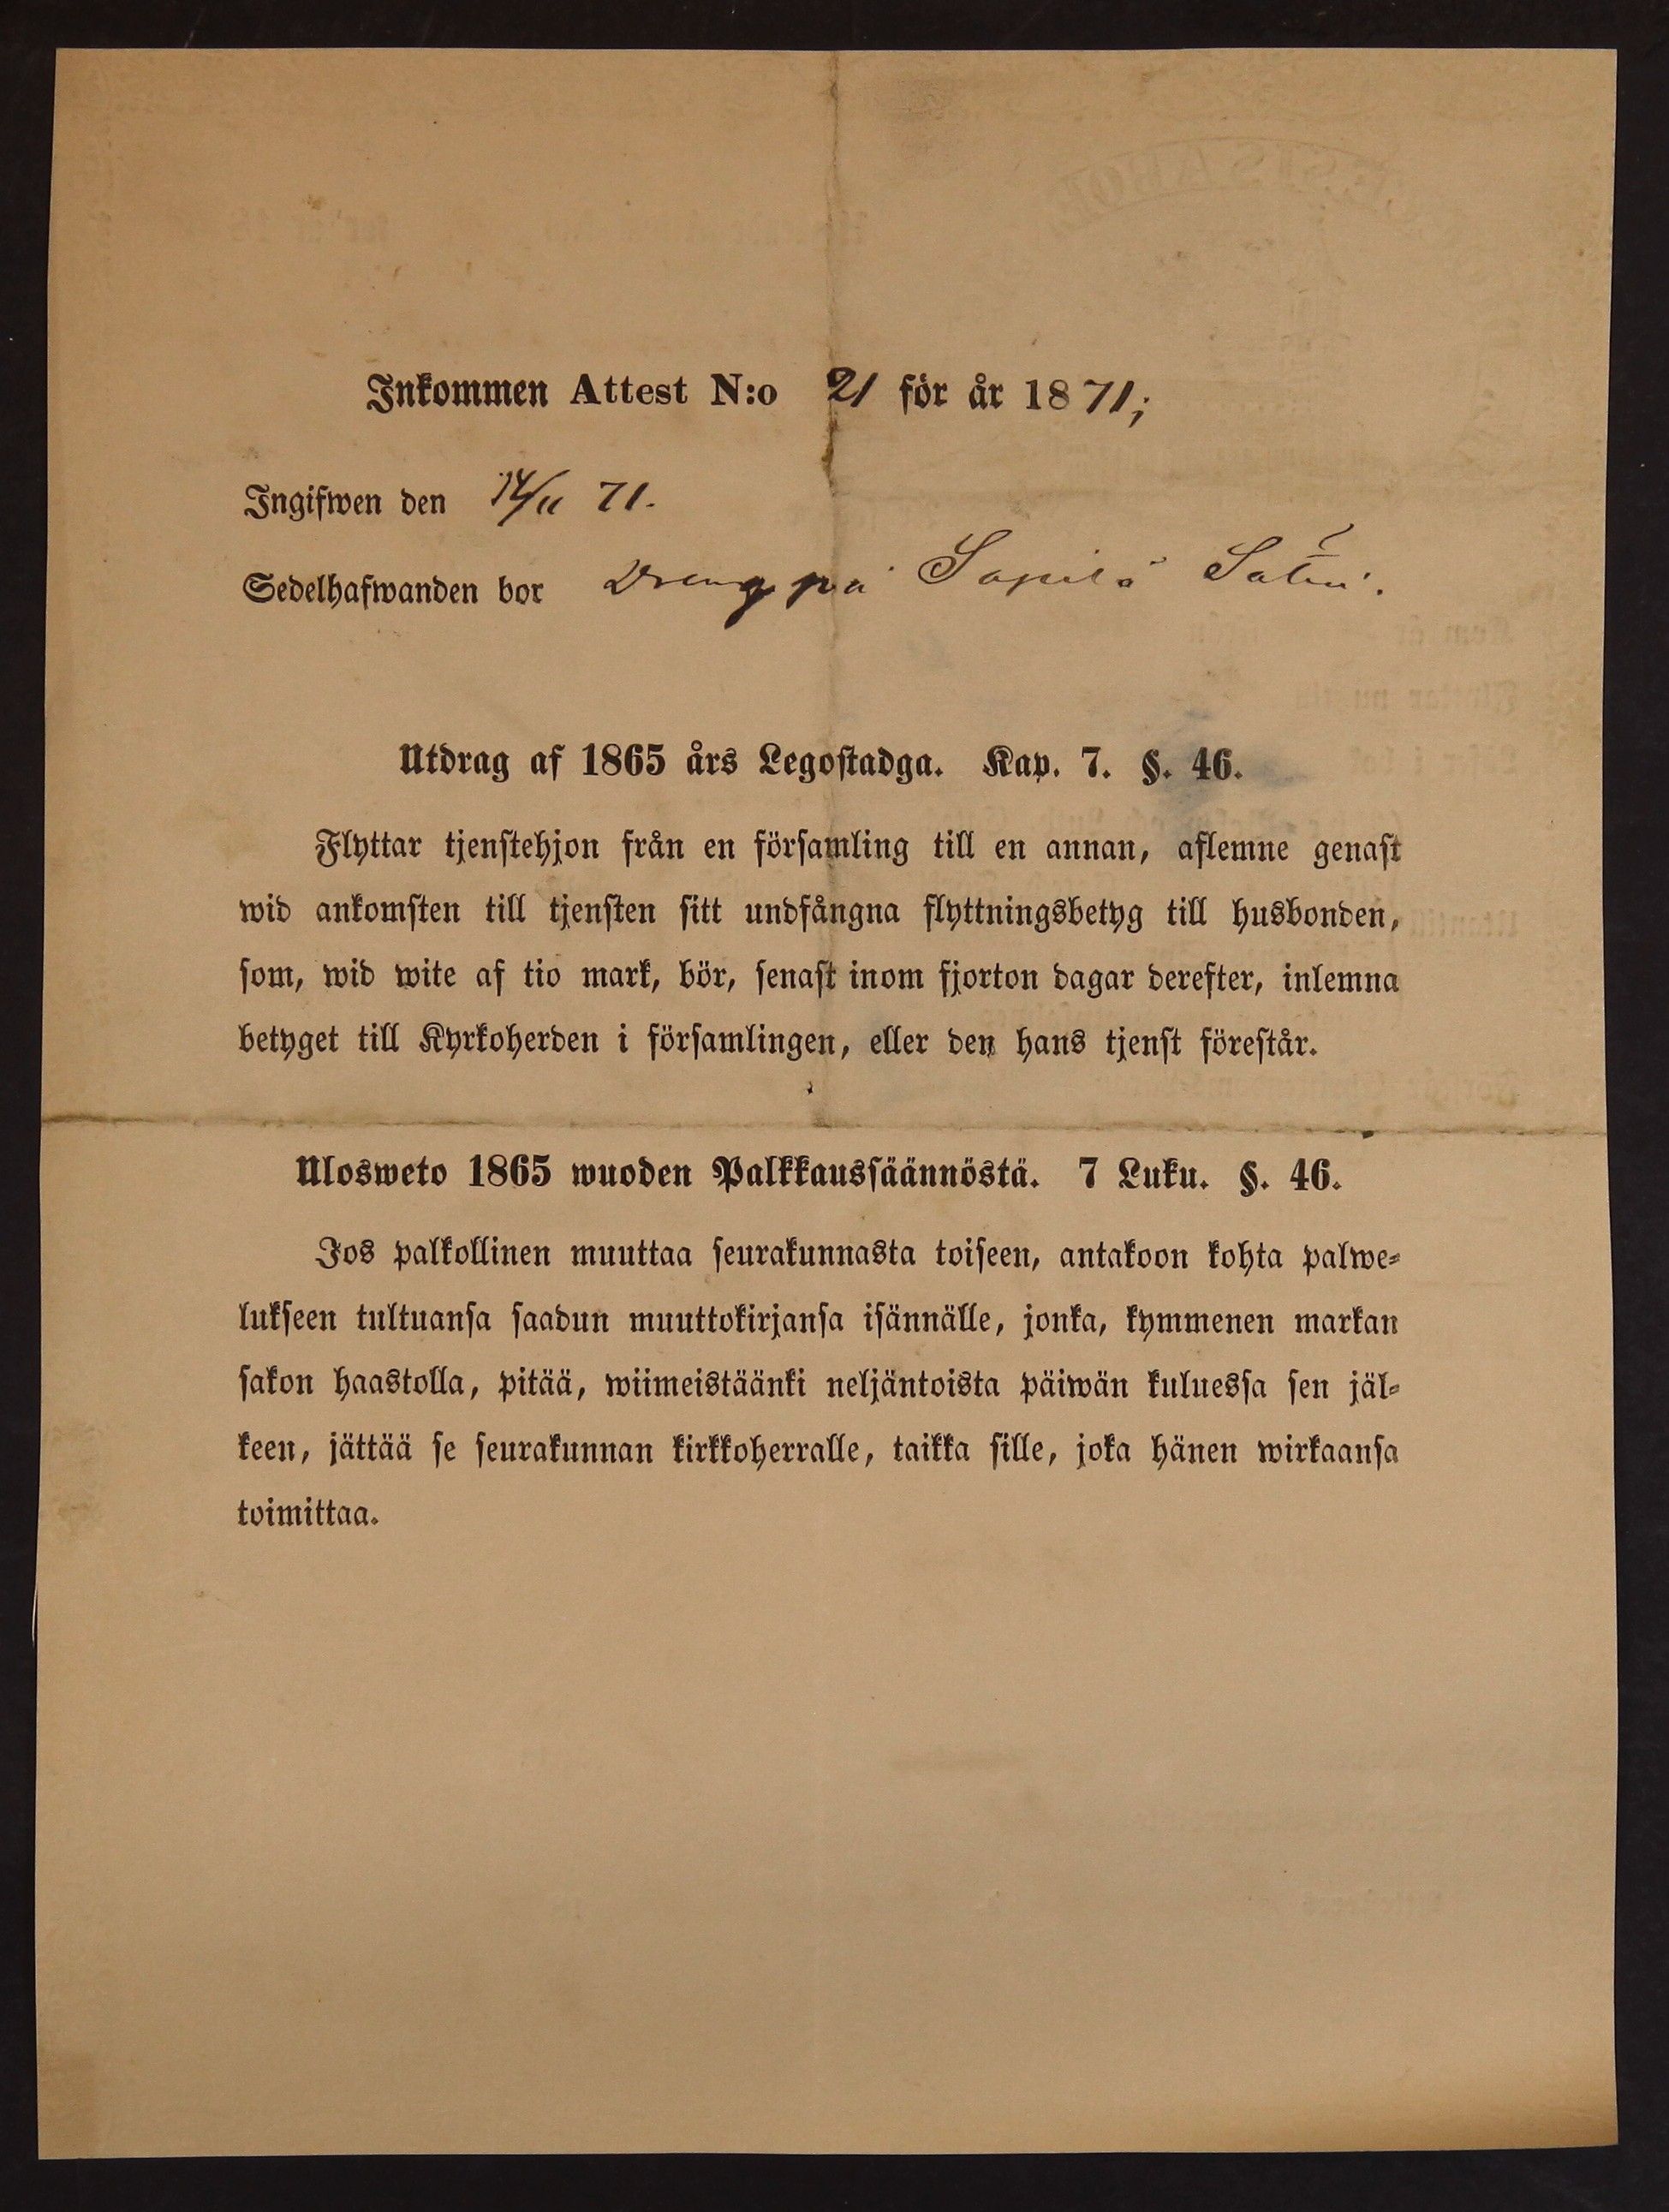 Inkommen Attest N:o 21 för år 1871;
Ingifwen den 14/11 71.
Sedelhafwanden bor Dreng på Sapilā
Utdrag af 1865 års Legostadga. Kap. 7. §. 46.
Flyttar tjenstehjon från en församling till en annan, aflemne genast
wid ankomsten till tjensten sitt undfångna flyttningsbetyg till husbonden,
som, wid wite af tio mark, bör, senast inom fjorton dagar derefter, inlemna
betyget till Kyrkoherden i församlingen, eller den hans tjenst förestår.
Ulosweto 1865 wuoden Palkkaussäännöstä. 7 Luku. §. 46.
Jos palkollinen muuttaa seurakunnasta toiseen, antakoon kohta palwe-
lukseen tultuansa saadun muuttokirjansa isännälle, jonka, kymmenen markan
sakon haastolla, pitää, wiimeistäänki neljäntoista päiwän kuluessa sen jäl-
keen, jättää se seurakunnan kirkkoherralle, taikka sille, joka hänen wirkaansa
toimittaa.